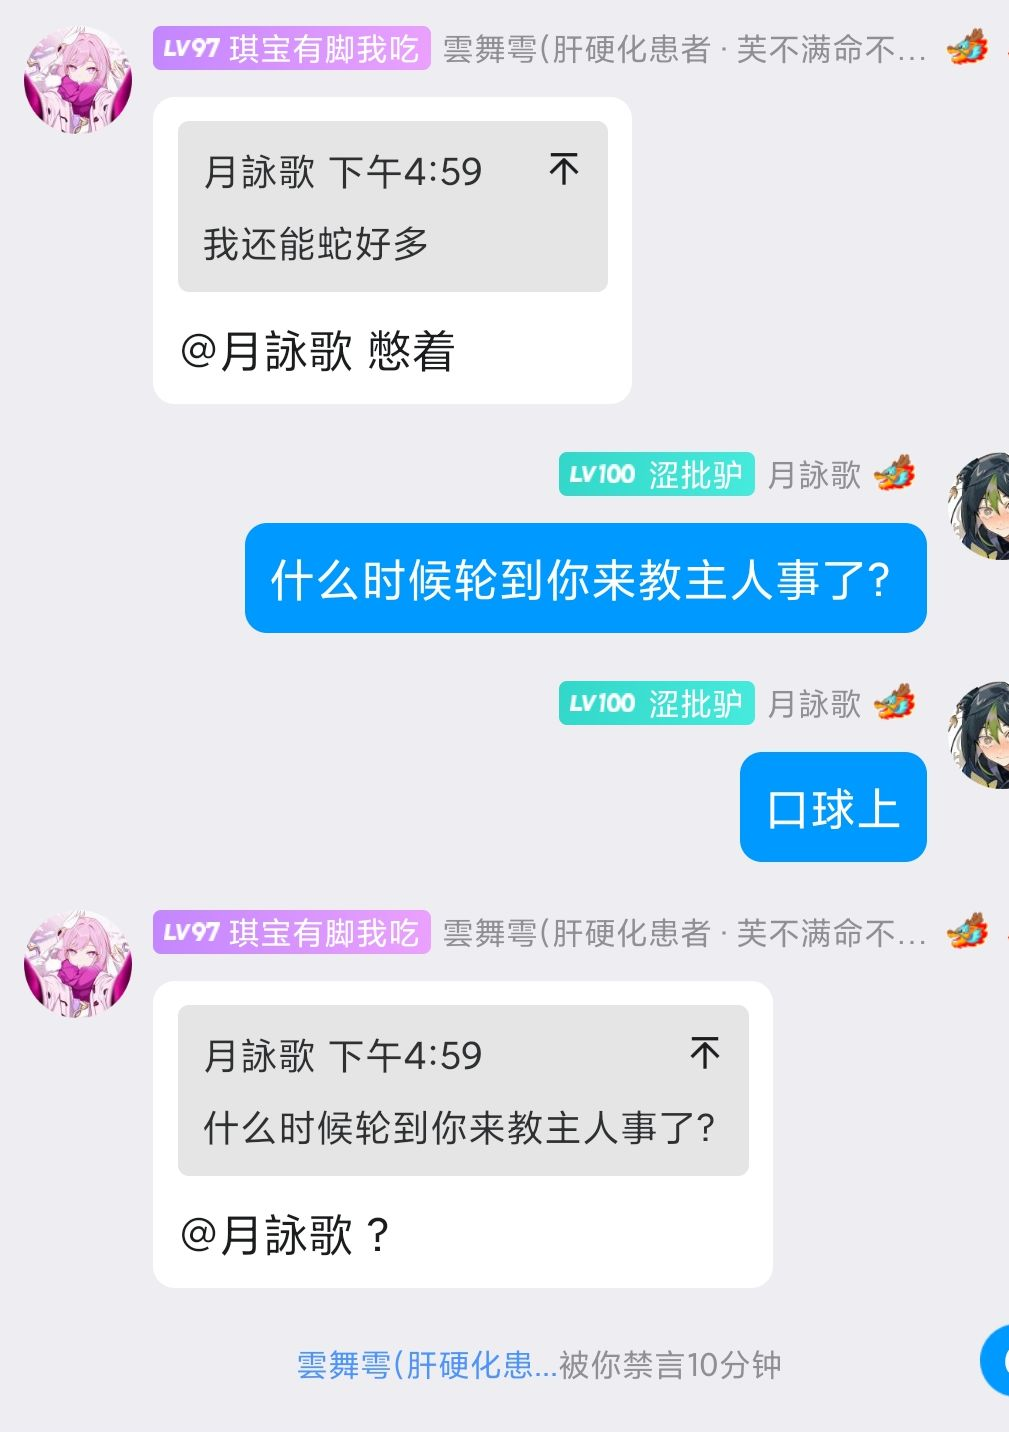 LV97 琪宝有脚我吃 雲舞雩(肝硬化患者 · 芙不满命不...
月詠歌 下午4:59
我还能蛇好多
@月詠歌 憋着
LV100 涩批驴 月詠歌
什么时候轮到你来教主人事了?
LV100 涩批驴 月詠歌
口球上
LV97 琪宝有脚我吃 雲舞雩(肝硬化患者 · 芙不满命不...
月詠歌 下午4:59
什么时候轮到你来教主人事了?
@月詠歌 ?
雲舞雩(肝硬化患...被你禁言10分钟